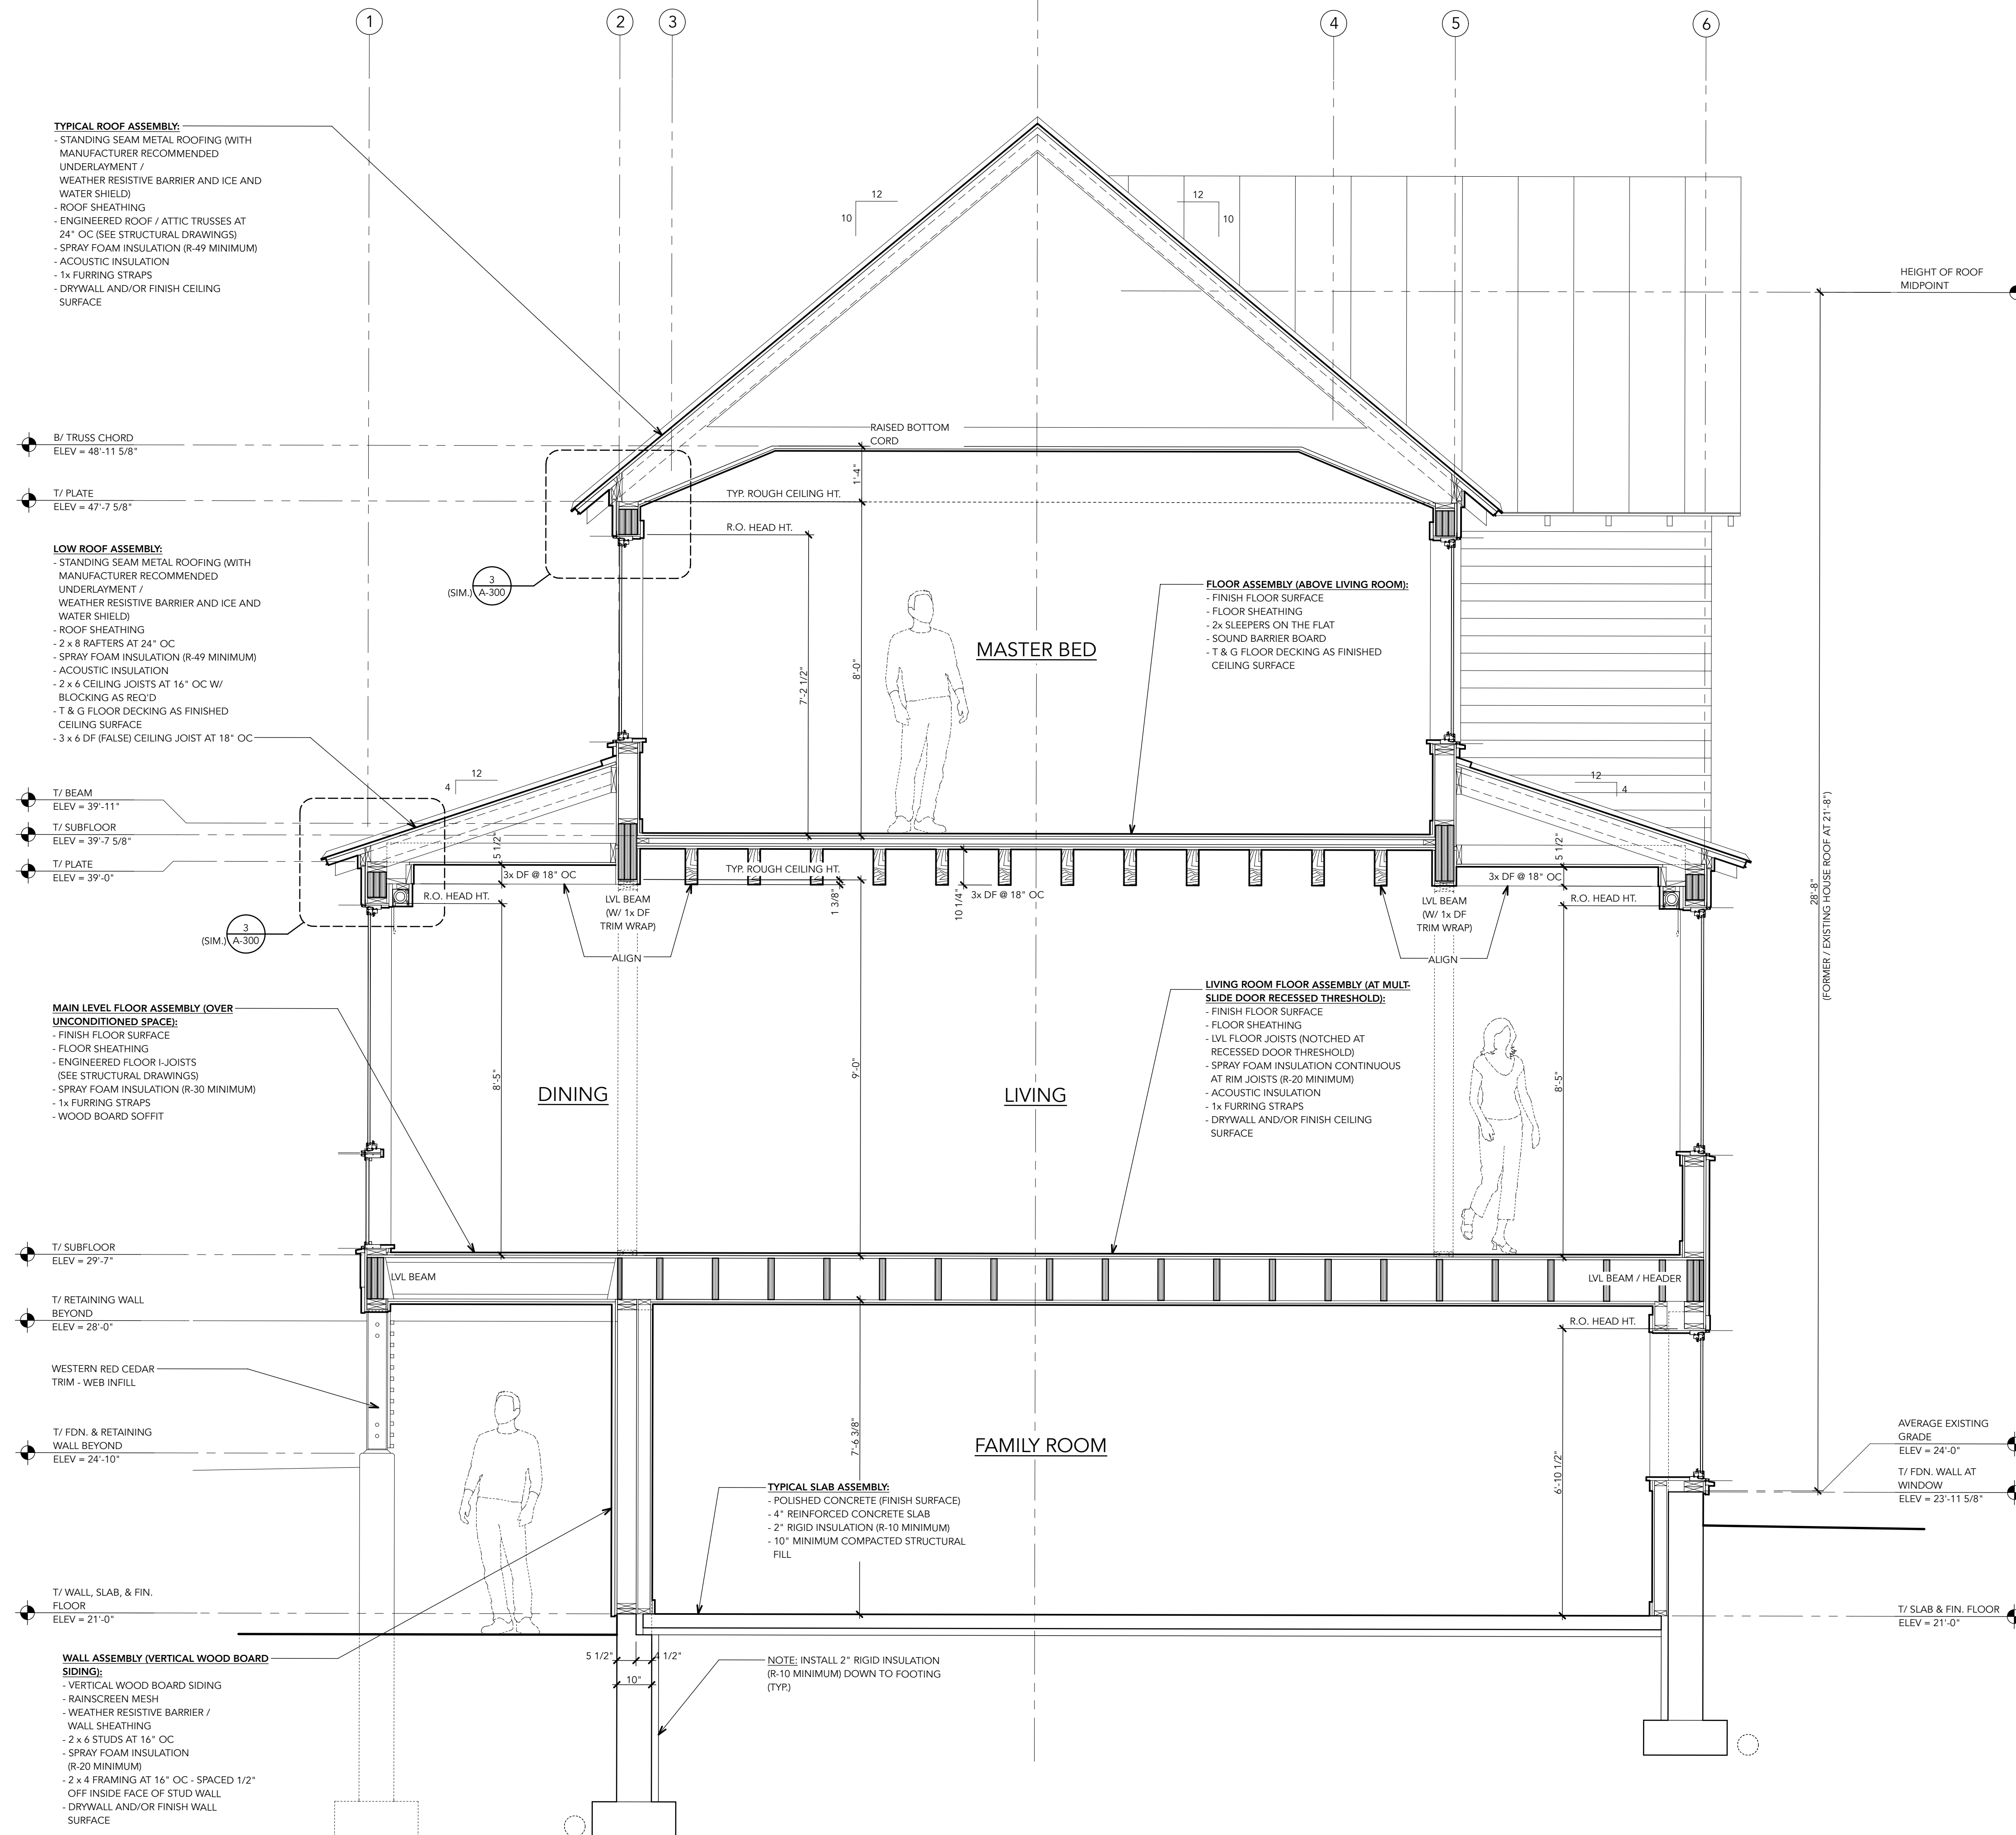 1
2
3
4
5
6
TYPICAL ROOF ASSEMBLY:
- STANDING SEAM METAL ROOFING (WITH
MANUFACTURER RECOMMENDED
UNDERLAYMENT /
WEATHER RESISTIVE BARRIER AND ICE AND
WATER SHIELD)
- ROOF SHEATHING
- ENGINEERED ROOF / ATTIC TRUSSES AT
24" OC (SEE STRUCTURAL DRAWINGS)
- SPRAY FOAM INSULATION (R-49 MINIMUM)
- ACOUSTIC INSULATION
- 1x FURRING STRAPS
- DRYWALL AND/OR FINISH CEILING
SURFACE
12
10
12
10
HEIGHT OF ROOF
MIDPOINT
B/ TRUSS CHORD
ELEV = 48'-11 5/8"
RAISED BOTTOM
CORD
1'-4"
T/ PLATE
ELEV = 47'-7 5/8"
TYP. ROUGH CEILING HT.
R.O. HEAD HT.
LOW ROOF ASSEMBLY:
- STANDING SEAM METAL ROOFING (WITH
MANUFACTURER RECOMMENDED
UNDERLAYMENT /
WEATHER RESISTIVE BARRIER AND ICE AND
WATER SHIELD)
- ROOF SHEATHING
- 2 x 8 RAFTERS AT 24" OC
- SPRAY FOAM INSULATION (R-49 MINIMUM)
- ACOUSTIC INSULATION
- 2 x 6 CEILING JOISTS AT 16" OC W/
BLOCKING AS REQ'D
- T & G FLOOR DECKING AS FINISHED
CEILING SURFACE
- 3 x 6 DF (FALSE) CEILING JOIST AT 18" OC
3
(SIM.) A-300
FLOOR ASSEMBLY (ABOVE LIVING ROOM):
- FINISH FLOOR SURFACE
- FLOOR SHEATHING
- 2x SLEEPERS ON THE FLAT
- SOUND BARRIER BOARD
- T & G FLOOR DECKING AS FINISHED
CEILING SURFACE
MASTER BED
7'-2 1/2"
8'-0"
12
4
12
4
T/ BEAM
ELEV = 39'-11"
T/ SUBFLOOR
ELEV = 39'-7 5/8"
T/ PLATE
ELEV = 39'-0"
5 1/2"
3x DF @ 18" OC
R.O. HEAD HT.
TYP. ROUGH CEILING HT.
1 3/8"
10 1/4"
3x DF @ 18" OC
5 1/2"
3x DF @ 18" OC
R.O. HEAD HT.
LVL BEAM
(W/ 1x DF
TRIM WRAP)
LVL BEAM
(W/ 1x DF
TRIM WRAP)
ALIGN
ALIGN
3
(SIM.) A-300
28'-8"
(FORMER / EXISTING HOUSE ROOF AT 21'-8")
MAIN LEVEL FLOOR ASSEMBLY (OVER
UNCONDITIONED SPACE):
- FINISH FLOOR SURFACE
- FLOOR SHEATHING
- ENGINEERED FLOOR I-JOISTS
(SEE STRUCTURAL DRAWINGS)
- SPRAY FOAM INSULATION (R-30 MINIMUM)
- 1x FURRING STRAPS
- WOOD BOARD SOFFIT
LIVING ROOM FLOOR ASSEMBLY (AT MULT-
SLIDE DOOR RECESSED THRESHOLD):
- FINISH FLOOR SURFACE
- FLOOR SHEATHING
- LVL FLOOR JOISTS (NOTCHED AT
RECESSED DOOR THRESHOLD)
- SPRAY FOAM INSULATION CONTINUOUS
AT RIM JOISTS (R-20 MINIMUM)
- ACOUSTIC INSULATION
- 1x FURRING STRAPS
- DRYWALL AND/OR FINISH CEILING
SURFACE
8'-5"
DINING
9'-0"
LIVING
8'-5"
T/ SUBFLOOR
ELEV = 29'-7"
LVL BEAM
LVL BEAM / HEADER
T/ RETAINING WALL
BEYOND
ELEV = 28'-0"
R.O. HEAD HT.
WESTERN RED CEDAR
TRIM - WEB INFILL
T/ FDN. & RETAINING
WALL BEYOND
ELEV = 24'-10"
7'-6 3/8"
FAMILY ROOM
6'-10 1/2"
AVERAGE EXISTING
GRADE
ELEV = 24'-0"
T/ FDN. WALL AT
WINDOW
ELEV = 23'-11 5/8"
TYPICAL SLAB ASSEMBLY:
- POLISHED CONCRETE (FINISH SURFACE)
- 4" REINFORCED CONCRETE SLAB
- 2" RIGID INSULATION (R-10 MINIMUM)
- 10" MINIMUM COMPACTED STRUCTURAL
FILL
T/ WALL, SLAB, & FIN.
FLOOR
ELEV = 21'-0"
T/ SLAB & FIN. FLOOR
ELEV = 21'-0"
WALL ASSEMBLY (VERTICAL WOOD BOARD
SIDING):
- VERTICAL WOOD BOARD SIDING
- RAINSCREEN MESH
- WEATHER RESISTIVE BARRIER /
WALL SHEATHING
- 2 x 6 STUDS AT 16" OC
- SPRAY FOAM INSULATION
(R-20 MINIMUM)
- 2 x 4 FRAMING AT 16" OC - SPACED 1/2"
OFF INSIDE FACE OF STUD WALL
- DRYWALL AND/OR FINISH WALL
SURFACE
5 1/2"
4 1/2"
10"
NOTE: INSTALL 2" RIGID INSULATION
(R-10 MINIMUM) DOWN TO FOOTING
(TYP.)